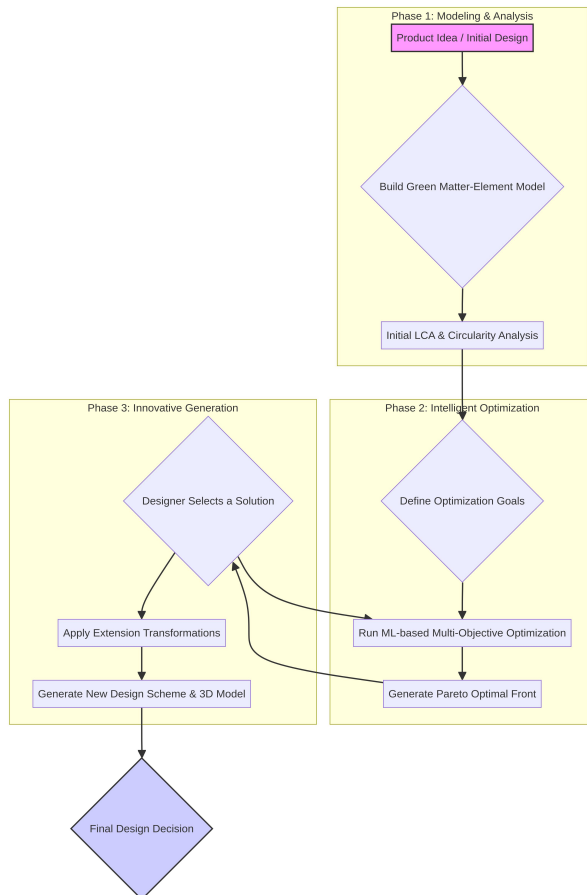 Phase 1: Modeling & Analysis
Product Idea / Initial Design
Build Green Matter-Element Model
Initial LCA & Circularity Analysis
Phase 3: Innovative Generation
Phase 2: Intelligent Optimization
Designer Selects a Solution
Define Optimization Goals
Apply Extension Transformations
Run ML-based Multi-Objective Optimization
Generate New Design Scheme & 3D Model
Generate Pareto Optimal Front
Final Design Decision